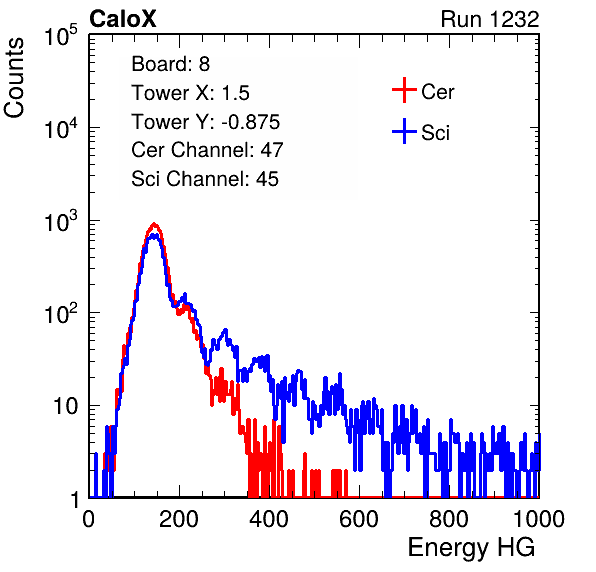 CaloX Run 1232
Counts
Board: 8
Tower X: 1.5
Tower Y: -0.875
Cer Channel: 47
Sci Channel: 45
Cer
Sci
10^5
10^4
10^3
10^2
10
1
0 200 400 600 800 1000
Energy HG